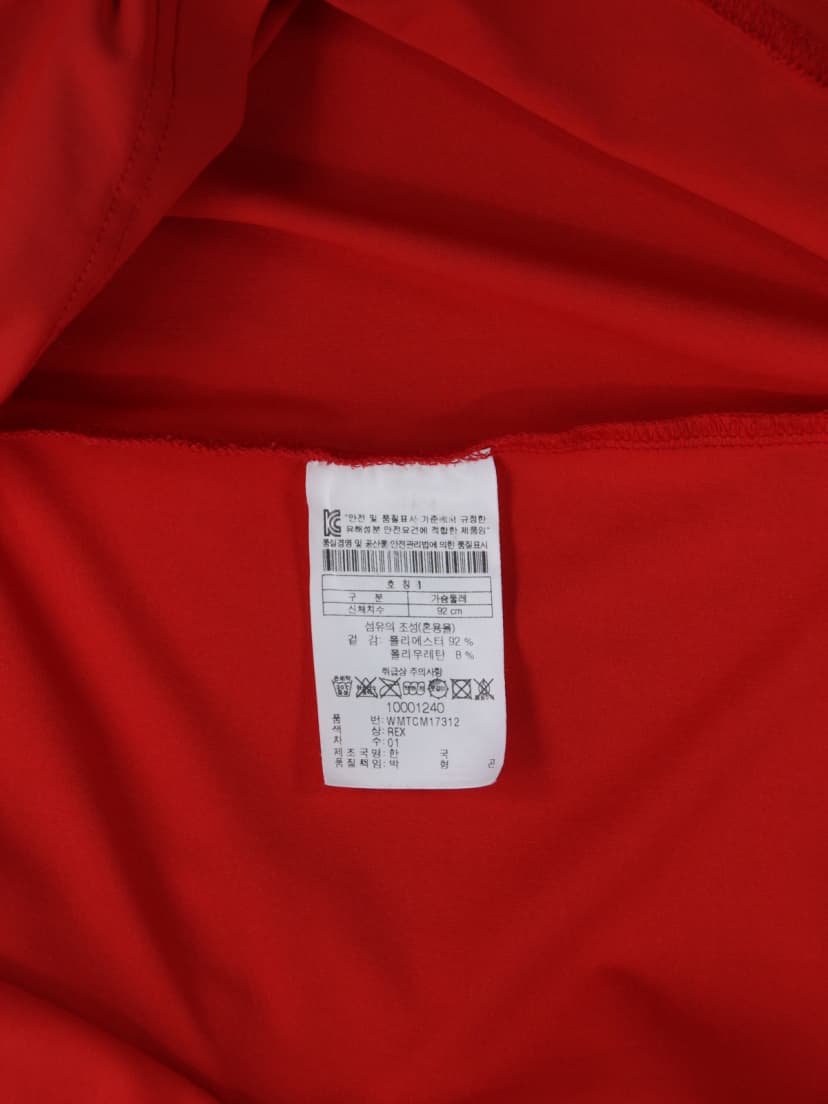 "안전 및 품질표시 기준에서 규정한
유해성분 안전요건에 적합한 제품임"
품질경영 및 공산품 안전관리법에 의한 품질표시
호 칭 1
구 분 가슴둘레
신체치수 92 cm
섬유의 조성(혼용율)
겉 감: 폴리에스터 92 %
폴리우레탄 8 %
취급상 주의사항
10001240
품 번: WMTCM17312
색 상: REX
차 수: 01
제 조 국 명: 한 국
품 질 책 임: 박 형 곤